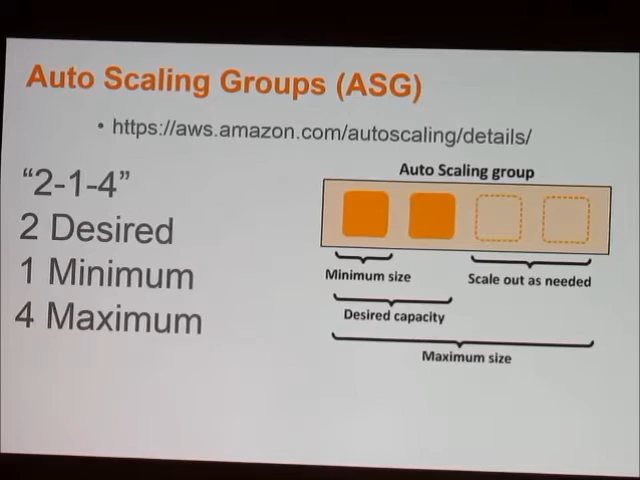 Auto Scaling Groups (ASG)
• https://aws.amazon.com/autoscaling/details/
“2-1-4”
2 Desired
1 Minimum
4 Maximum
Auto Scaling group
Minimum size
Scale out as needed
Desired capacity
Maximum size